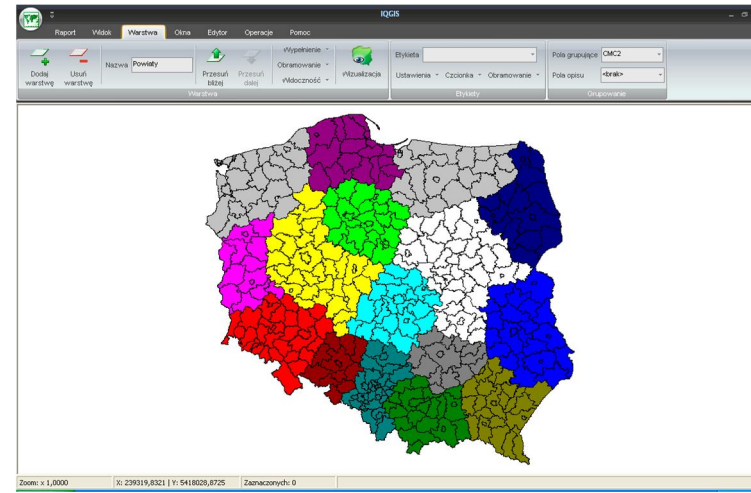 IQGIS
Raport Widok Warstwa Okna Edytor Operacje Pomoc
Dodaj warstwę
Usuń warstwę
Nazwa Powiaty
Przesuń bliżej
Przesuń dalej
Wypełnienie
Obramowanie
Widoczność
Wizualizacja
Warstwa
Etykieta
Ustawienia Czcionka Obramowanie
Etykiety
Pola grupujące CMC2
Pola opisu <brak>
Grupowanie
Zoom: x 1,0000 X: 239319,8321 | Y: 5418028,8725 Zaznaczonych: 0